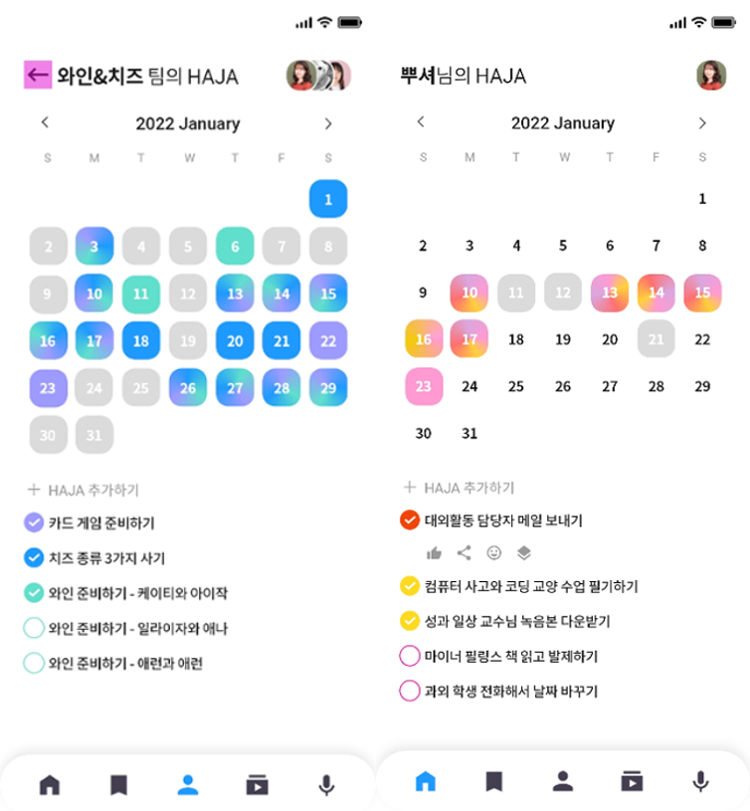 와인&치즈 팀의 HAJA
2022 January
S M T W T F S
1
2 3 4 5 6 7 8
9 10 11 12 13 14 15
16 17 18 19 20 21 22
23 24 25 26 27 28 29
30 31
HAJA 추가하기
카드 게임 준비하기
치즈 종류 3가지 사기
와인 준비하기 - 케이티와 아이작
와인 준비하기 - 일라이자와 애나
와인 준비하기 - 애런과 애런
뿌셔님의 HAJA
2022 January
S M T W T F S
1
2 3 4 5 6 7 8
9 10 11 12 13 14 15
16 17 18 19 20 21 22
23 24 25 26 27 28 29
30 31
HAJA 추가하기
대외활동 담당자 메일 보내기
컴퓨터 사고와 코딩 교양 수업 필기하기
성과 일상 교수님 녹음본 다운받기
마이너 필링스 책 읽고 발제하기
과외 학생 전화해서 날짜 바꾸기